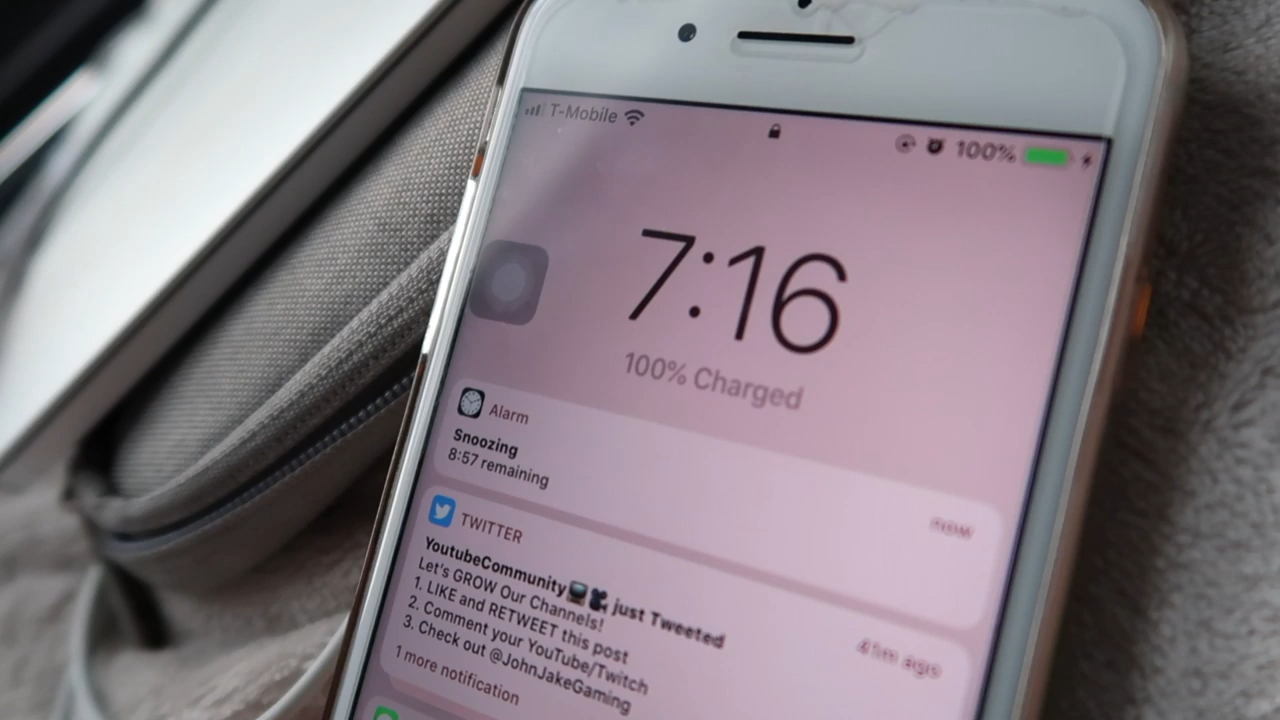 T-Mobile 100%
7:16
100% Charged
Alarm
Snoozing
8:57 remaining
now
TWITTER
YoutubeCommunity📺🎥 just Tweeted
41m ago
Let's GROW Our Channels!
1. LIKE and RETWEET this post
2. Comment your YouTube/Twitch
3. Check out @JohnJakeGaming
1 more notification